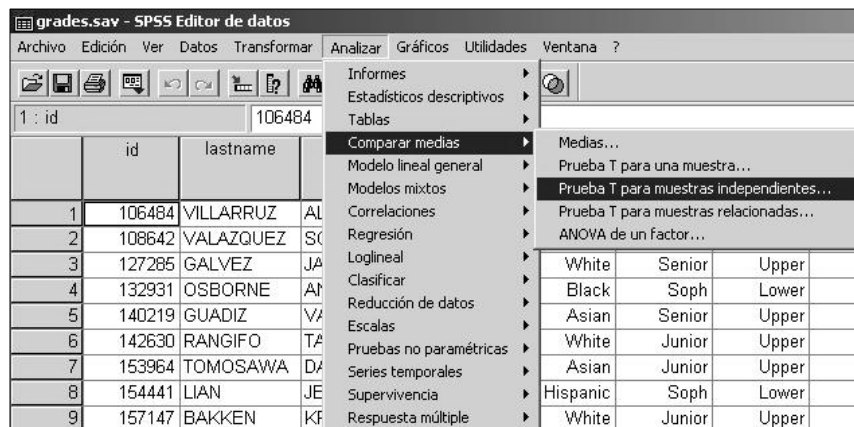 grades.sav - SPSS Editor de datos
Archivo Edición Ver Datos Transformar Analizar Gráficos Utilidades Ventana ?
1 : id 106484
Informes
Estadísticos descriptivos
Tablas
Comparar medias
Modelo lineal general
Modelos mixtos
Correlaciones
Regresión
Loglineal
Clasificar
Reducción de datos
Escalas
Pruebas no paramétricas
Series temporales
Supervivencia
Respuesta múltiple
Medias...
Prueba T para una muestra...
Prueba T para muestras independientes...
Prueba T para muestras relacionadas...
ANOVA de un factor...
id lastname
1 106484 VILLARRUZ AL
2 108642 VALAZQUEZ SC
3 127285 GALVEZ JA White Senior Upper
4 132931 OSBORNE AN Black Soph Lower
5 140219 GUADIZ VA Asian Senior Upper
6 142630 RANGIFO TA White Junior Upper
7 153964 TOMOSAWA DA Asian Junior Upper
8 154441 LIAN JE Hispanic Soph Lower
9 157147 BAKKEN KR White Junior Upper